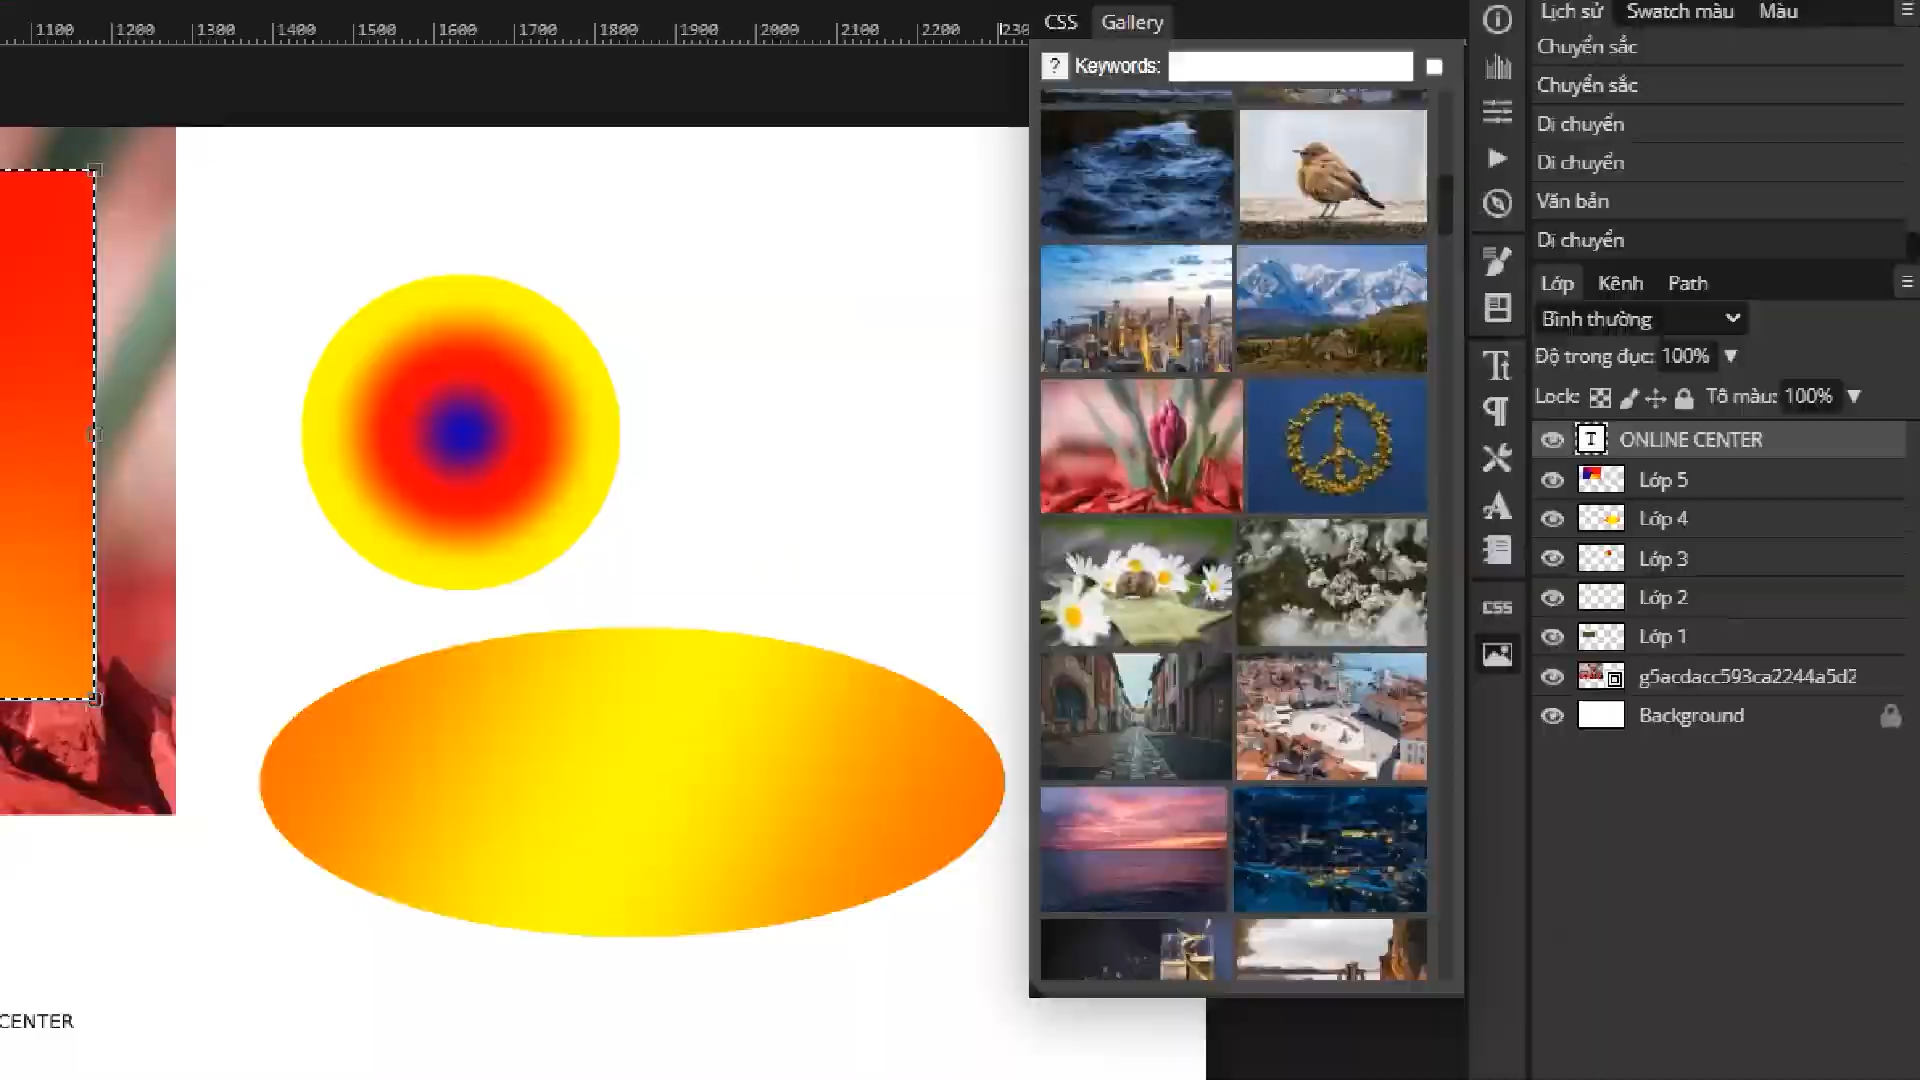 1100 1200 1300 1400 1500 1600 1700 1800 1900 2000 2100 2200 230
CSS Gallery
? Keywords:
Lịch sử Swatch màu Màu
Chuyển sắc
Chuyển sắc
Di chuyển
Di chuyển
Văn bản
Di chuyển
Lớp Kênh Path
Bình thường
Độ trong đục: 100%
Lock: Tô màu: 100%
T ONLINE CENTER
Lớp 5
Lớp 4
Lớp 3
Lớp 2
Lớp 1
g5acdacc593ca2244a5d2
Background
CSS
CENTER